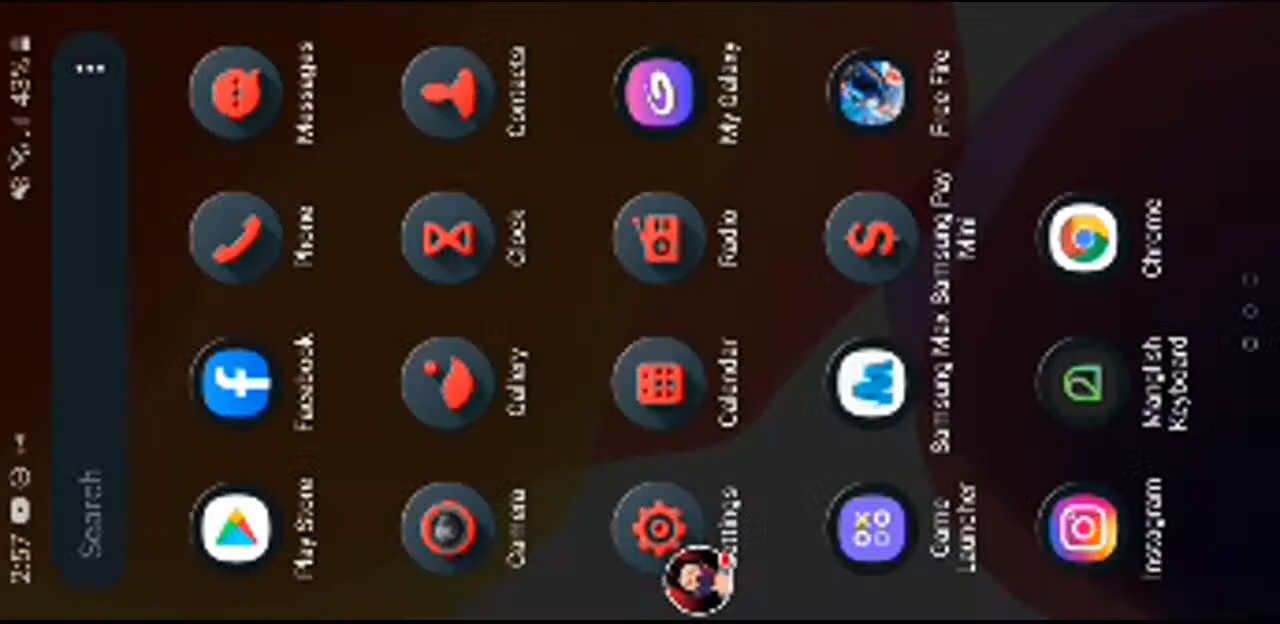 2:57
43%
Search
Play Store
Facebook
Phone
Messages
Camera
Gallery
Clock
Contacts
Settings
Calendar
Radio
My Galaxy
Game
Launcher
Samsung Max
Samsung Pay
Mini
Free Fire
Instagram
Manglish
Keyboard
Chrome